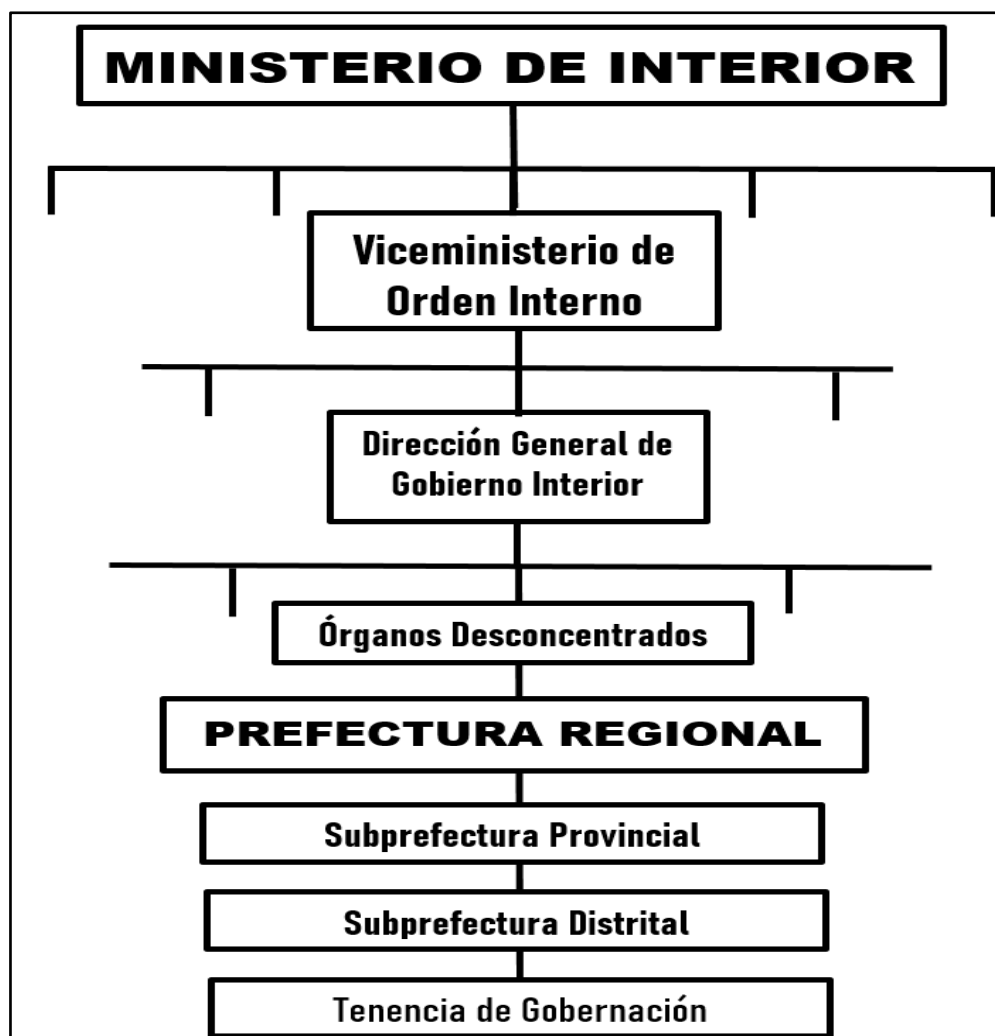 MINISTERIO DE INTERIOR
Viceministerio de
Orden Interno
Dirección General de
Gobierno Interior
Órganos Desconcentrados
PREFECTURA REGIONAL
Subprefectura Provincial
Subprefectura Distrital
Tenencia de Gobernación